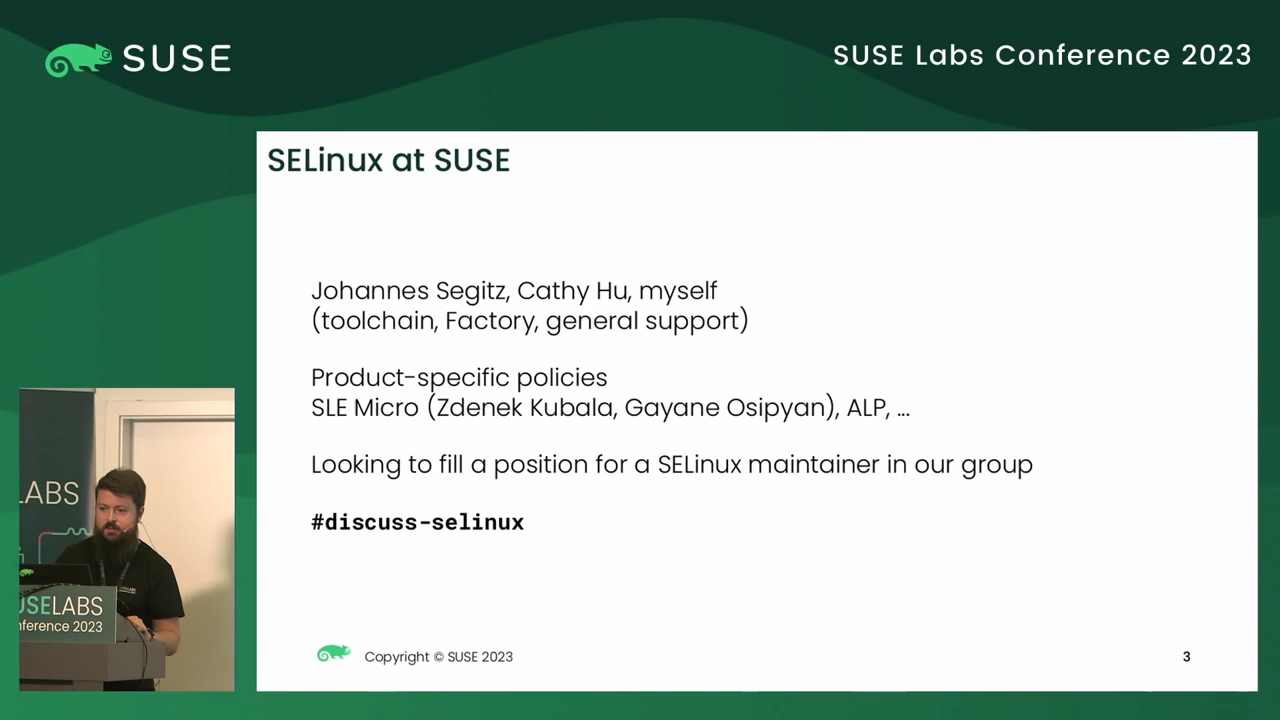 SUSE
SUSE Labs Conference 2023
SELinux at SUSE
Johannes Segitz, Cathy Hu, myself
(toolchain, Factory, general support)
Product-specific policies
SLE Micro (Zdenek Kubala, Gayane Osipyan), ALP, ...
Looking to fill a position for a SELinux maintainer in our group
#discuss-selinux
Copyright © SUSE 2023
3
LABS
USELABS
nference 2023